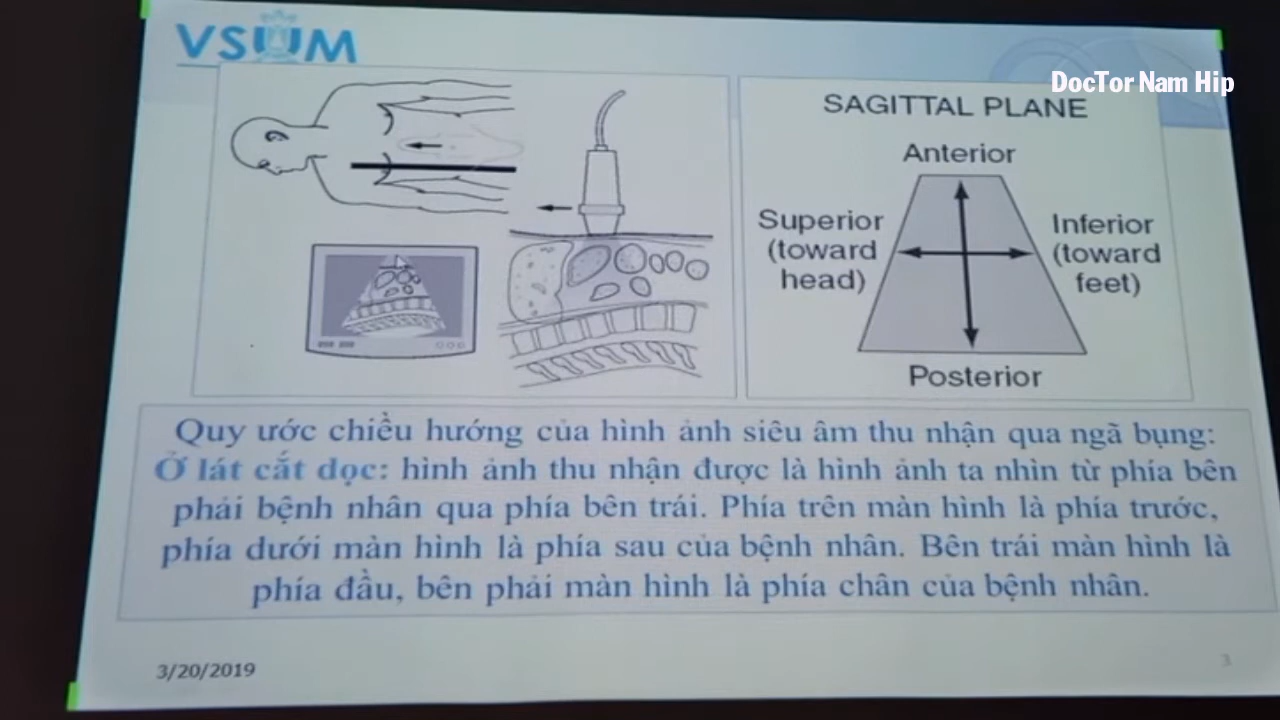 VSUM
DocTor Nam Hip
SAGITTAL PLANE
Anterior
Superior
(toward
head)
Inferior
(toward
feet)
Posterior
Quy ước chiều hướng của hình ảnh siêu âm thu nhận qua ngã bụng:
Ở lát cắt dọc: hình ảnh thu nhận được là hình ảnh ta nhìn từ phía bên
phải bệnh nhân qua phía bên trái. Phía trên màn hình là phía trước,
phía dưới màn hình là phía sau của bệnh nhân. Bên trái màn hình là
phía đầu, bên phải màn hình là phía chân của bệnh nhân.
3/20/2019
3